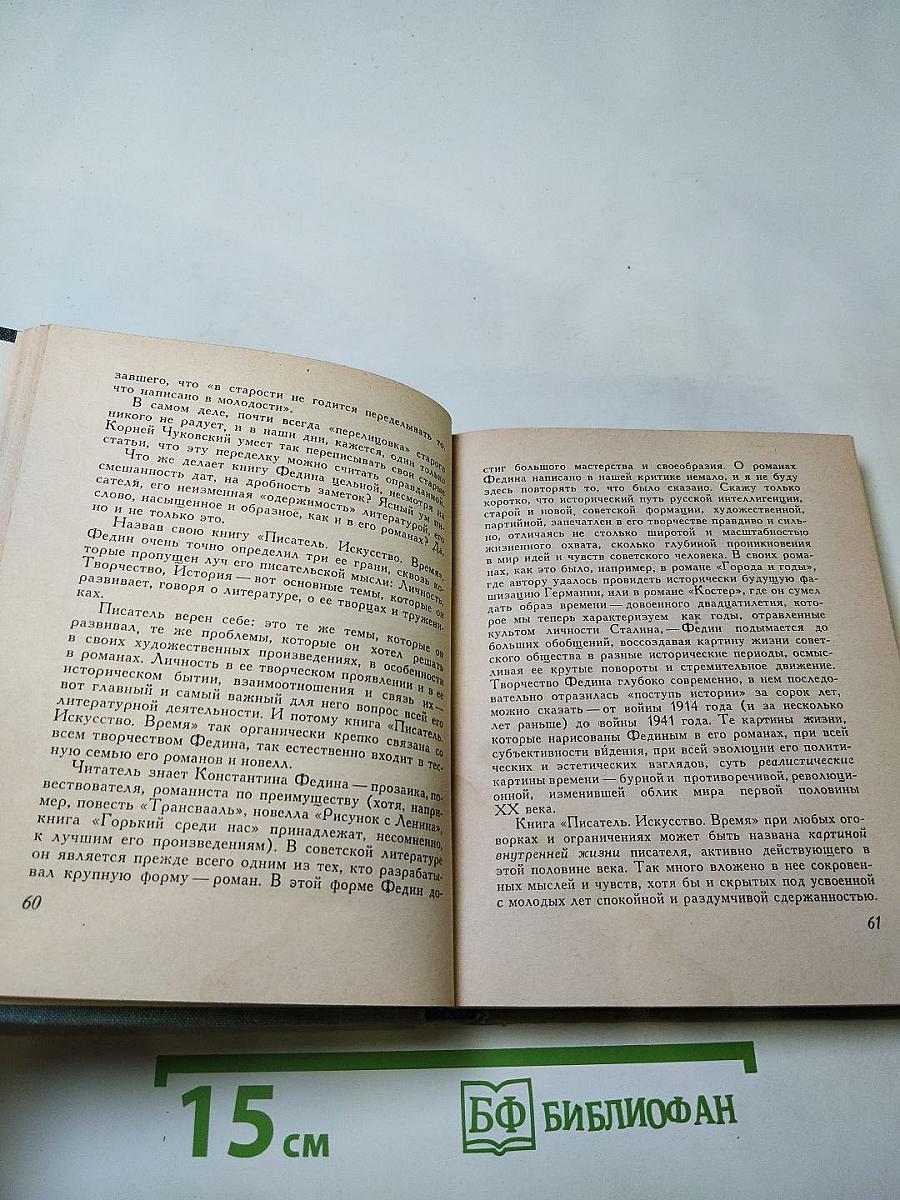 завшего, что «в старости не годится переделывать то,
что написано в молодости».
В самом деле, почти всегда «перелицовка» старого
никого не радует, и в наши дни, кажется, один только
Корней Чуковский умеет так переписывать свои старые
статьи, что эту переделку можно считать оправданной.
Что же делает книгу Федина цельной, несмотря на
смешанность дат, на дробность заметок? Ясный ум пи-
сателя, его неизменная «одержимость» литературой, его
слово, насыщенное и образное, как и в его романах? Да,
но и не только это.
Назвав свою книгу «Писатель. Искусство. Время»,
Федин очень точно определил три ее грани, сквозь ко-
торые пропущен луч его писательской мысли: Личность,
Творчество, История — вот основные темы, которые он
развивает, говоря о литературе, о ее творцах и тружени-
ках.
Писатель верен себе: это те же темы, которые он
развивал, те же проблемы, которые он хотел решать
в своих художественных произведениях, в особенности
в романах. Личность в ее творческом проявлении и в ее
историческом бытии, взаимоотношения и связь их —
вот главный и самый важный для него вопрос всей его
литературной деятельности. И потому книга «Писатель.
Искусство. Время» так органически крепко связана со
всем творчеством Федина, так естественно входит в тес-
ную семью его романов и новелл.
Читатель знает Константина Федина — прозаика, по-
вествователя, романиста по преимуществу (хотя, напри-
мер, повесть «Трансвааль», новелла «Рисунок с Ленина»,
книга «Горький среди нас» принадлежат, несомненно,
к лучшим его произведениям). В советской литературе
он является прежде всего одним из тех, кто разрабаты-
вал крупную форму — роман. В этой форме Федин до-
60
стиг большого мастерства и своеобразия. О романах
Федина написано в нашей критике немало, и я не буду
здесь повторять то, что было сказано. Скажу только
коротко, что исторический путь русской интеллигенции,
старой и новой, советской формации, художественной,
партийной, запечатлен в его творчестве правдиво и силь-
но, отличаясь не столько широтой и масштабностью
жизненного охвата, сколько глубиной проникновения
в мир идей и чувств советского человека. В своих рома-
нах, как это было, например, в романе «Города и годы»,
где автору удалось провидеть исторически будущую фа-
шизацию Германии, или в романе «Костер», где он сумел
дать образ времени — довоенного двадцатилетия, кото-
рое мы теперь характеризуем как годы, отравленные
культом личности Сталина, — Федин подымается до
больших обобщений, воссоздавая картину жизни совет-
ского общества в разные исторические периоды, осмыс-
ливая ее крутые повороты и стремительное движение.
Творчество Федина глубоко современно, в нем последо-
вательно отразилась «поступь истории» за сорок лет,
можно сказать — от войны 1914 года (и за несколько
лет раньше) до войны 1941 года. Те картины жизни,
которые нарисованы Фединым в его романах, при всей
субъективности ви́дения, при всей эволюции его полити-
ческих и эстетических взглядов, суть реалистические
картины времени — бурной и противоречивой, революци-
онной, изменившей облик мира первой половины
XX века.
Книга «Писатель. Искусство. Время» при любых ого-
ворках и ограничениях может быть названа картиной
внутренней жизни писателя, активно действующего в
этой половине века. Так много вложено в нее сокровен-
ных мыслей и чувств, хотя бы и скрытых под усвоенной
с молодых лет спокойной и раздумчивой сдержанностью.
61
15 см
БФ БИБЛИОФАН